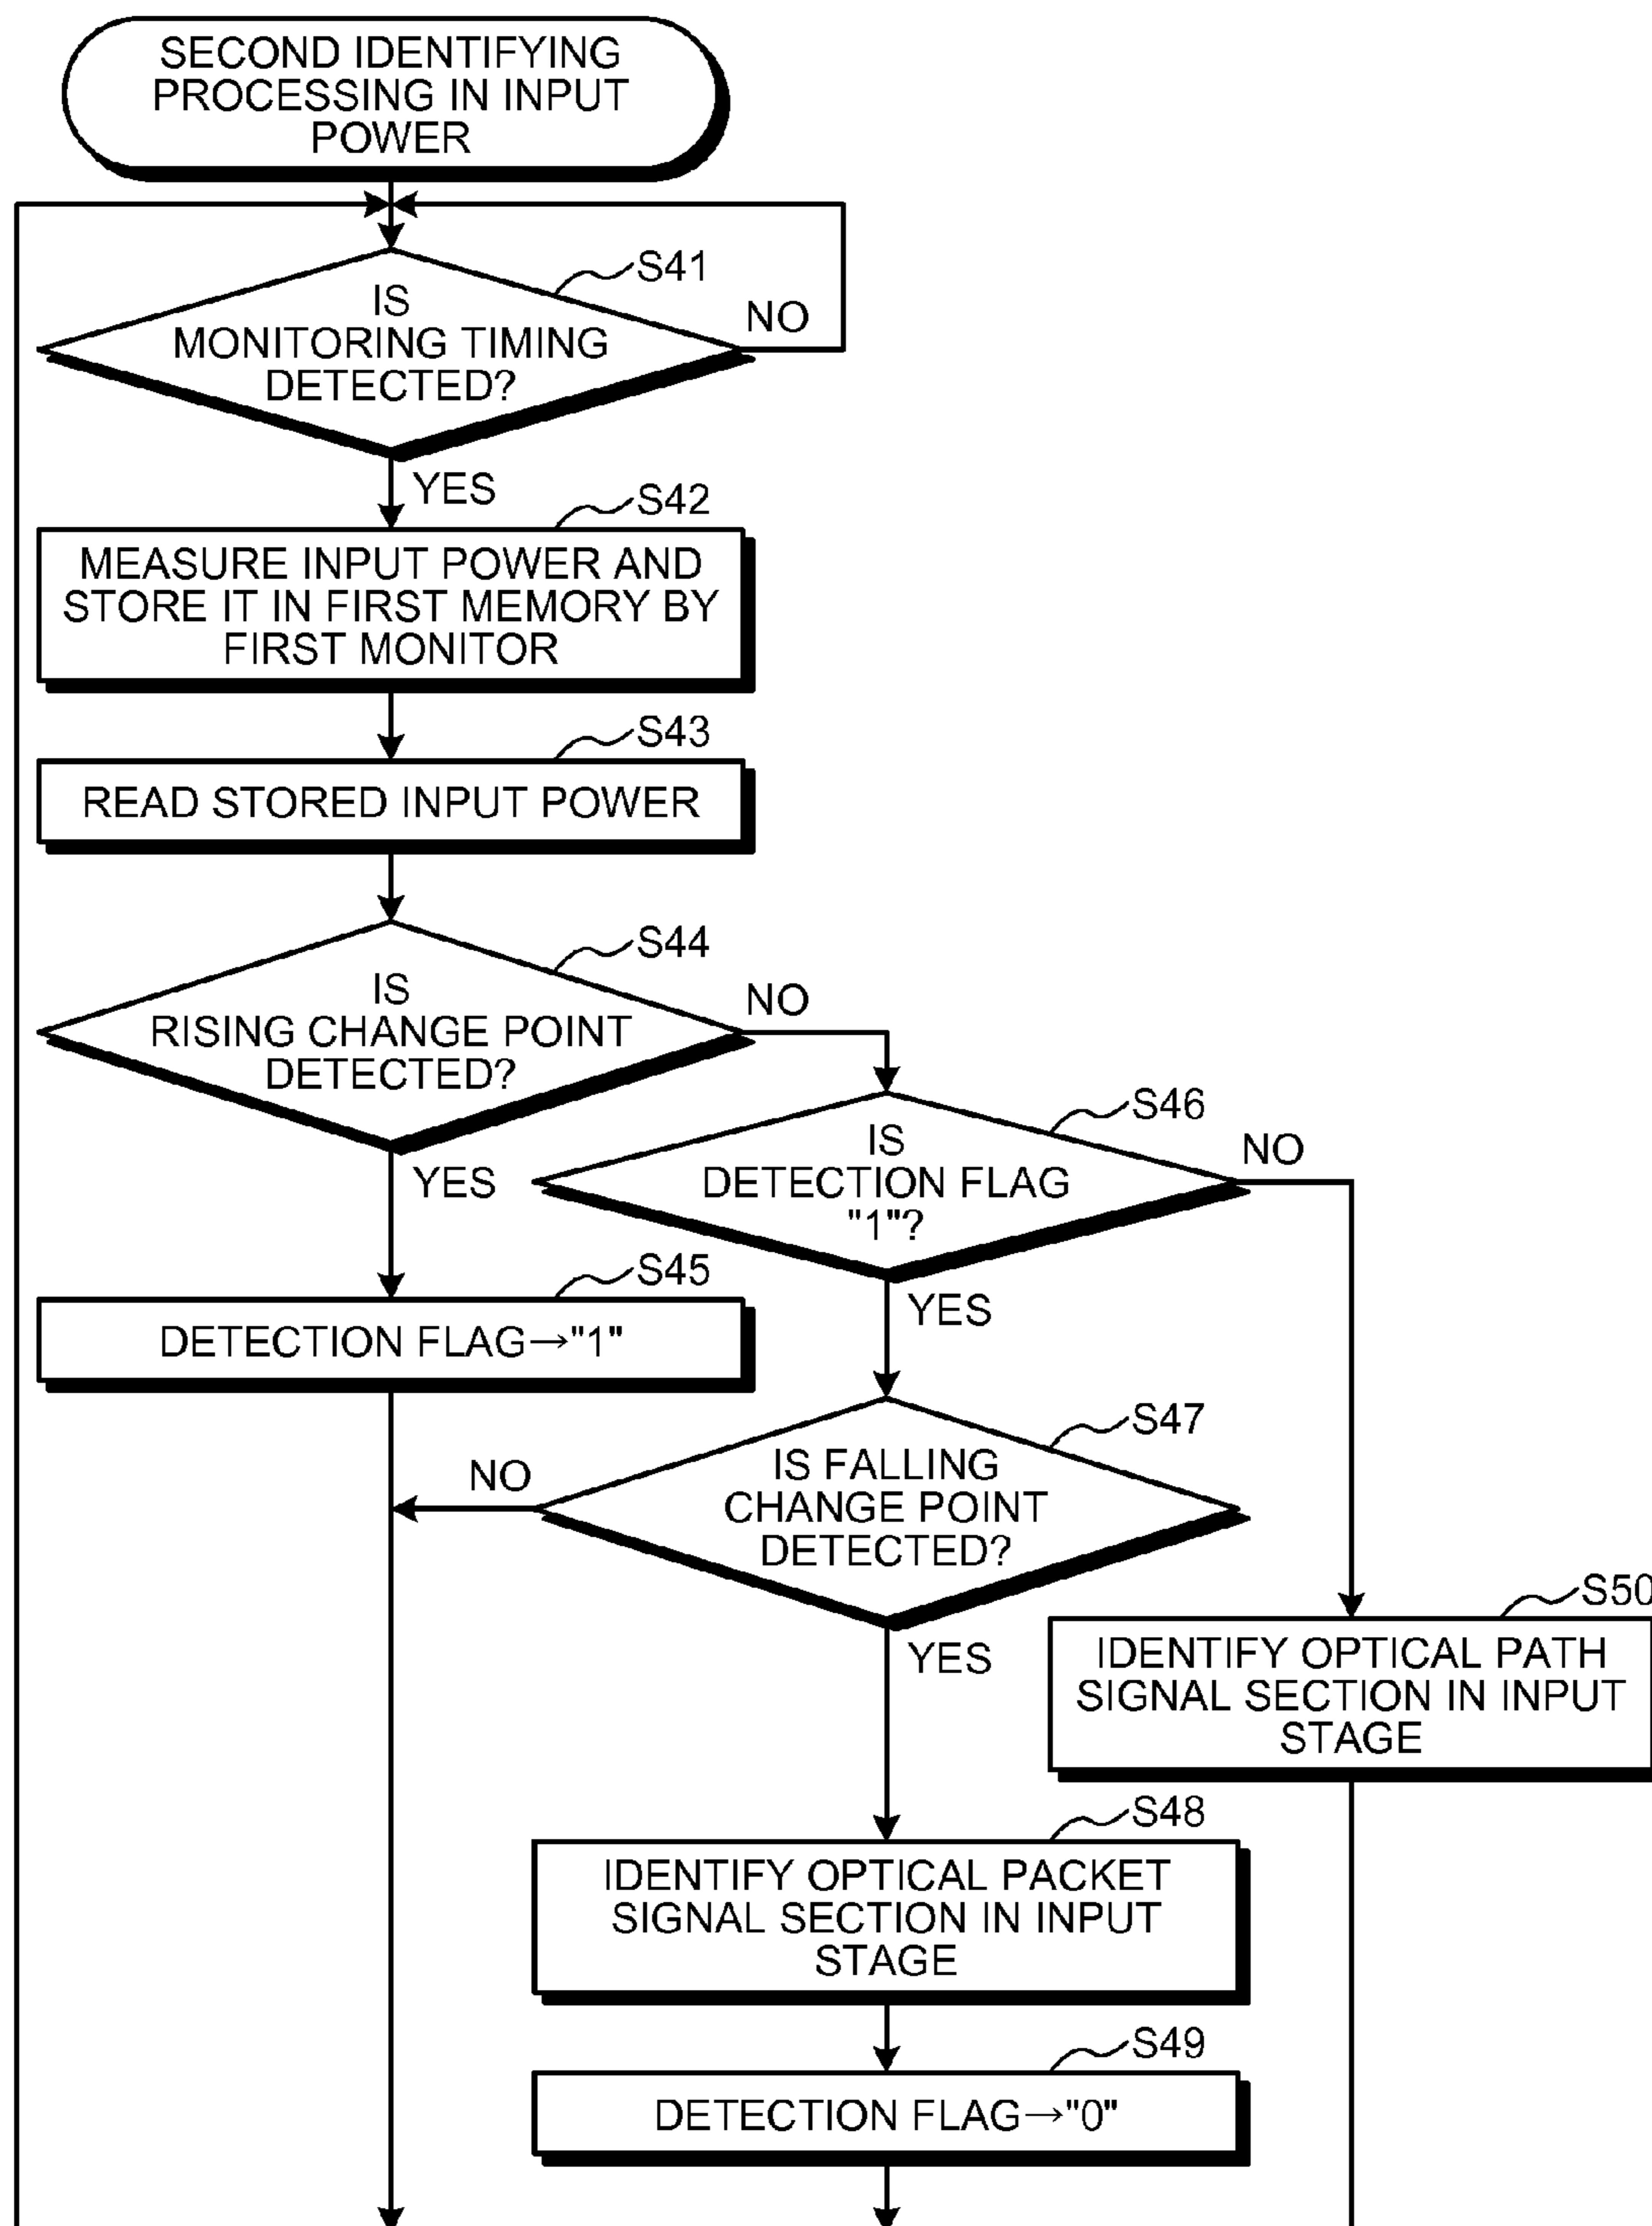 SECOND IDENTIFYING
PROCESSING IN INPUT
POWER
S41
IS
MONITORING TIMING
DETECTED?
NO
YES
S42
MEASURE INPUT POWER AND
STORE IT IN FIRST MEMORY BY
FIRST MONITOR
S43
READ STORED INPUT POWER
S44
IS
RISING CHANGE POINT
DETECTED?
NO
YES
S46
IS
DETECTION FLAG
"1"?
NO
YES
S45
DETECTION FLAG→"1"
S47
IS FALLING
CHANGE POINT
DETECTED?
NO
YES
S50
IDENTIFY OPTICAL PATH
SIGNAL SECTION IN INPUT
STAGE
S48
IDENTIFY OPTICAL PACKET
SIGNAL SECTION IN INPUT
STAGE
S49
DETECTION FLAG→"0"